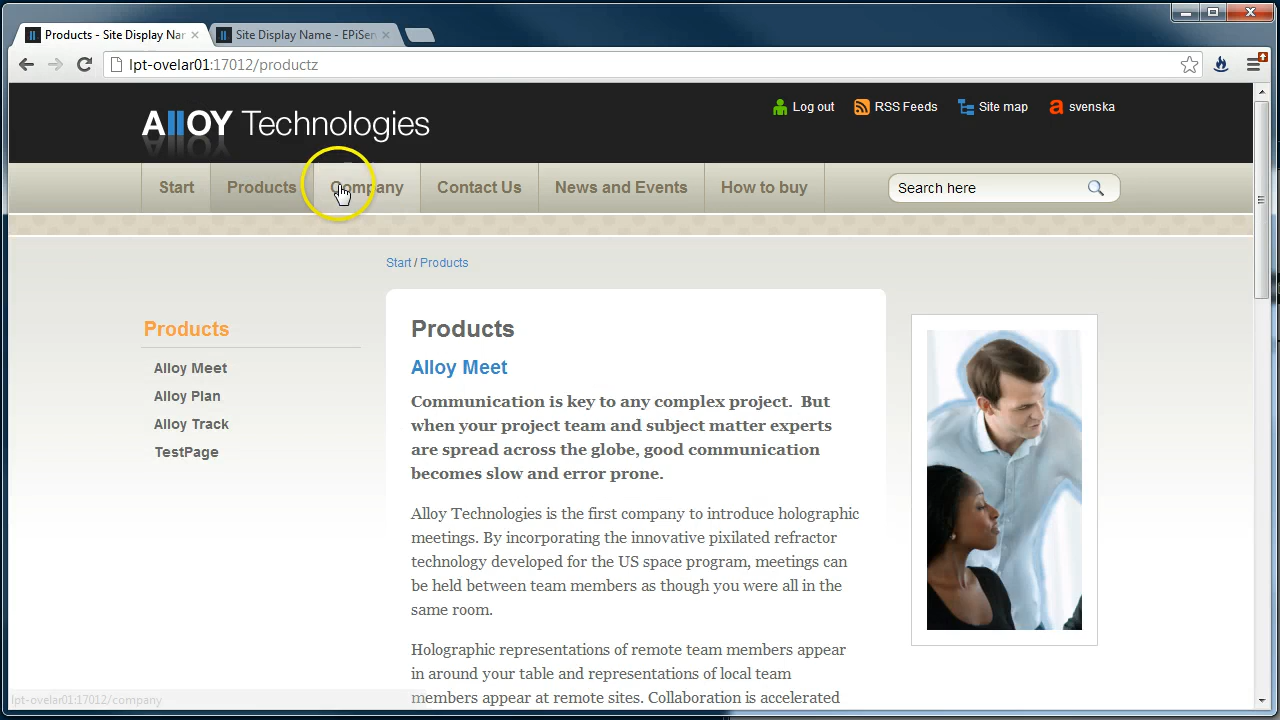 Products - Site Display Nar
Site Display Name - EPiSen
lpt-ovelar01:17012/productz
Alloy Technologies
Log out
RSS Feeds
Site map
svenska
Start
Products
Company
Contact Us
News and Events
How to buy
Search here
Start / Products
Products
Alloy Meet
Alloy Plan
Alloy Track
TestPage
Products
Alloy Meet
Communication is key to any complex project. But
when your project team and subject matter experts
are spread across the globe, good communication
becomes slow and error prone.
Alloy Technologies is the first company to introduce holographic
meetings. By incorporating the innovative pixilated refractor
technology developed for the US space program, meetings can
be held between team members as though you were all in the
same room.
Holographic representations of remote team members appear
in around your table and representations of local team
members appear at remote sites. Collaboration is accelerated
lpt-ovelar01:17012/company